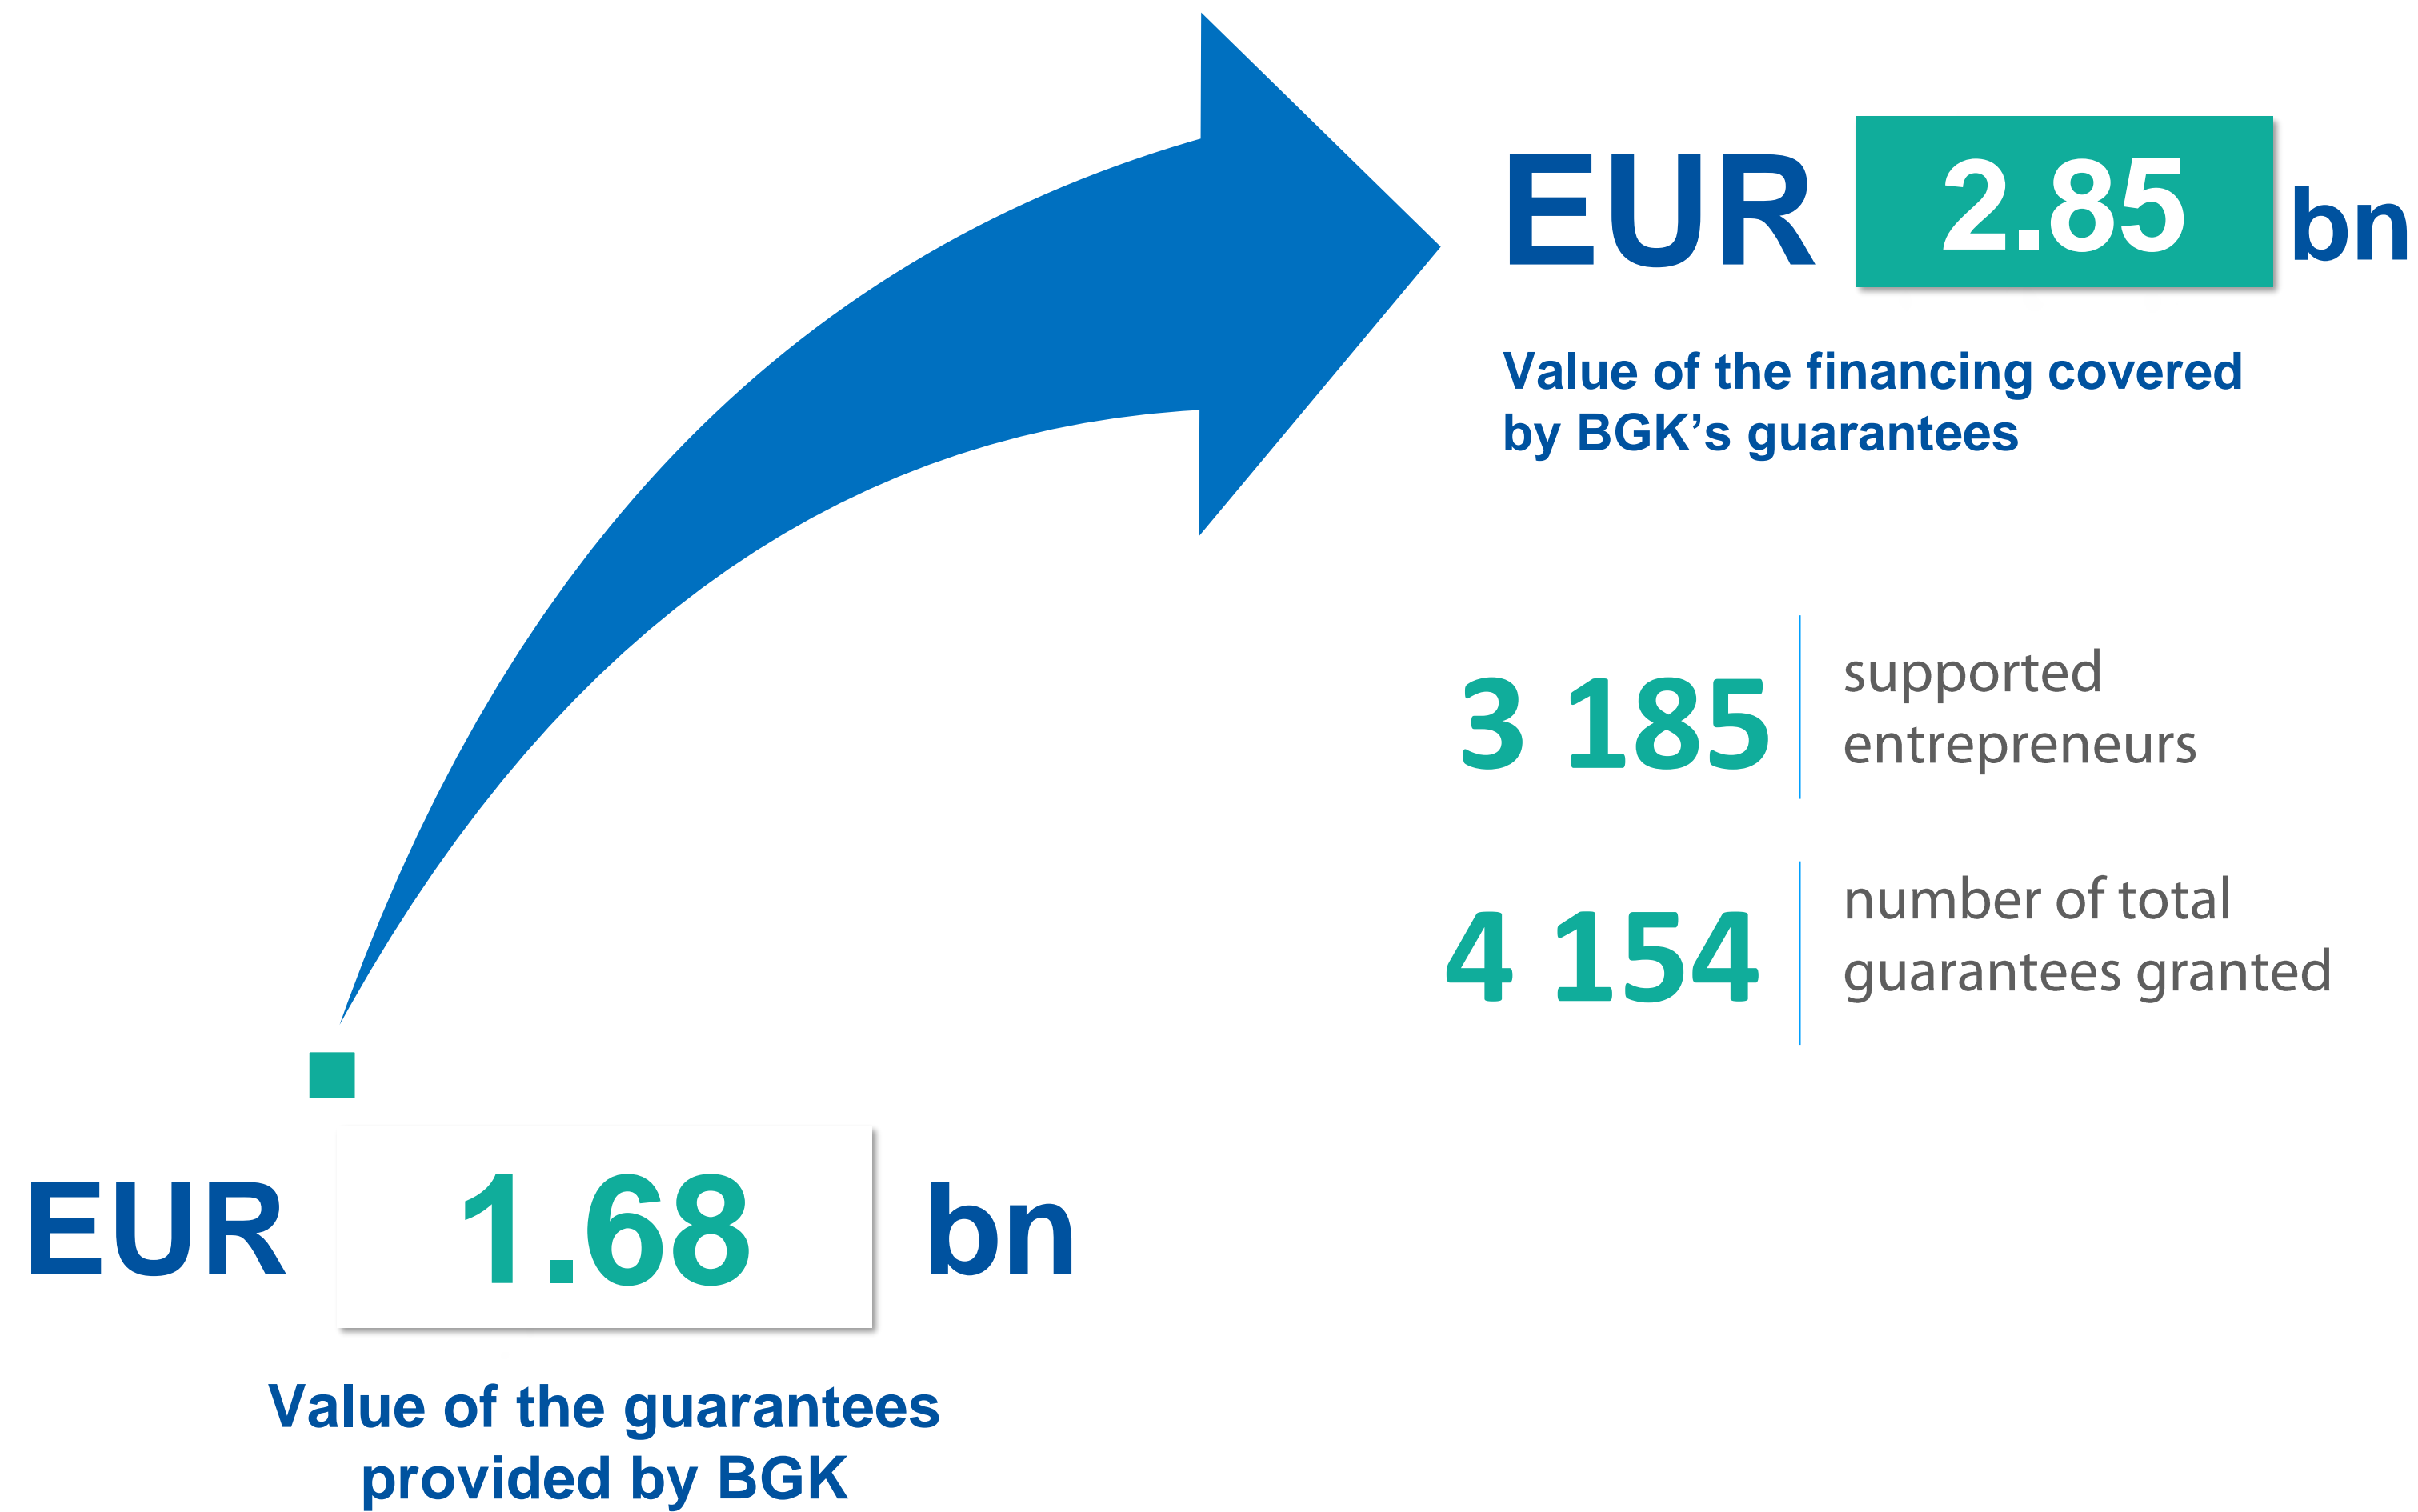 EUR 2.85 bn
Value of the financing covered
by BGK’s guarantees
3 185
supported
entrepreneurs
4 154
number of total
guarantees granted
EUR 1.68 bn
Value of the guarantees
provided by BGK